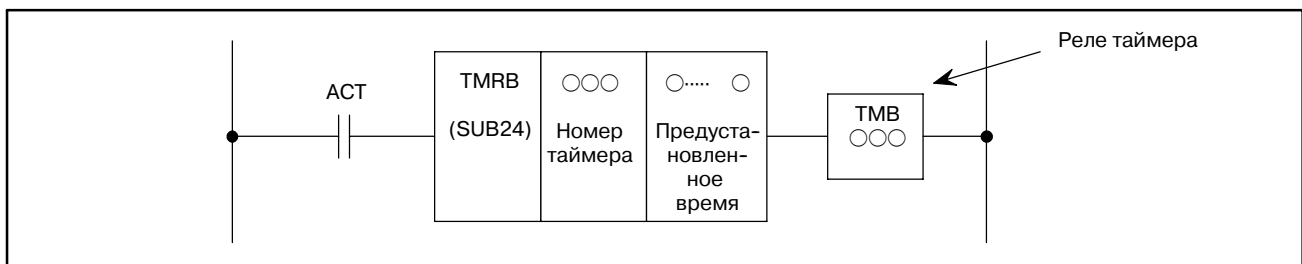 Реле таймера
ACT
TMRB
(SUB24)
○○○
Номер
таймера
○····· ○
Предуста-
новлен-
ное
время
TMB
○○○